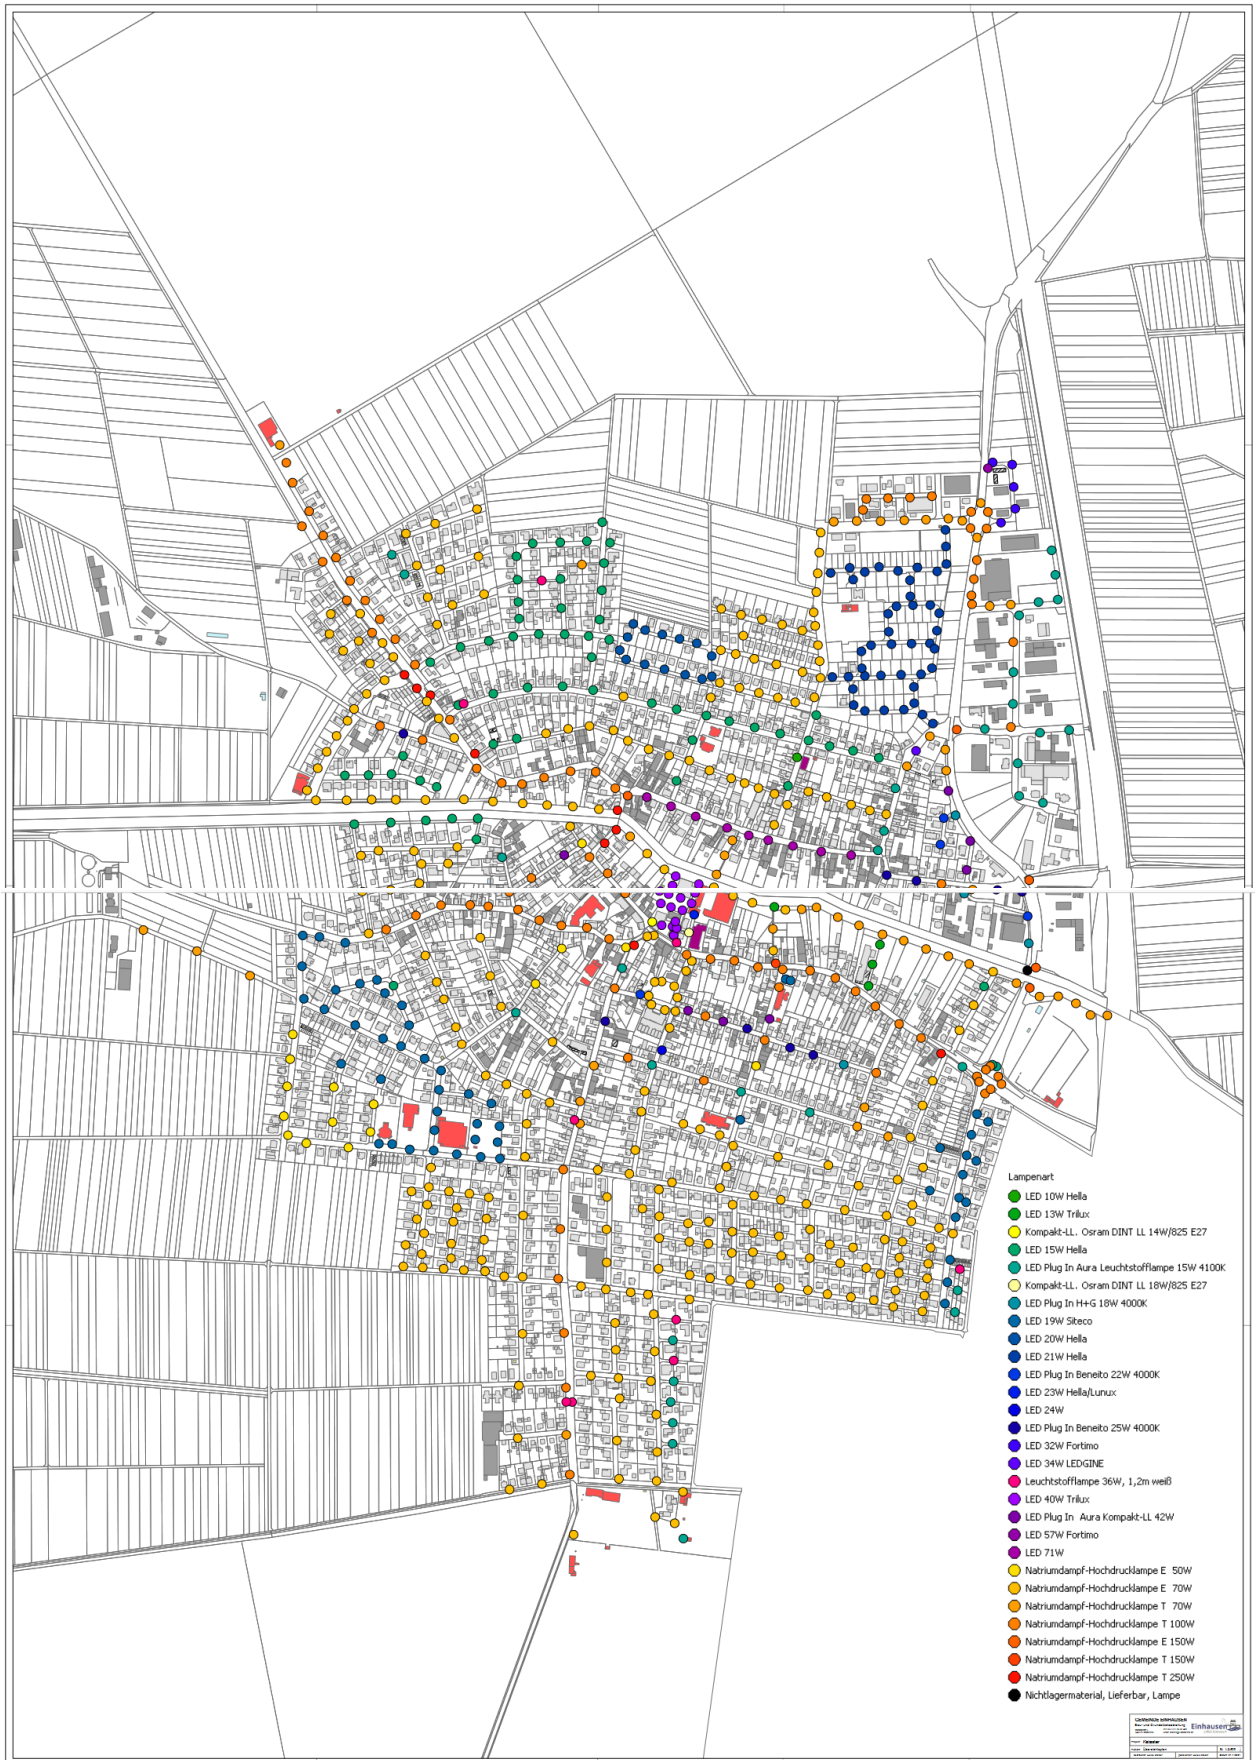 Lampenart
LED 10W Hella
LED 13W Trilux
Kompakt-LL. Osram DINT LL 14W/825 E27
LED 15W Hella
LED Plug In Aura Leuchtstofflampe 15W 4100K
Kompakt-LL. Osram DINT LL 18W/825 E27
LED Plug In H+G 18W 4000K
LED 19W Siteco
LED 20W Hella
LED 21W Hella
LED Plug In Beneito 22W 4000K
LED 23W Hella/Lunux
LED 24W
LED Plug In Beneito 25W 4000K
LED 32W Fortimo
LED 34W LEDGINE
Leuchtstofflampe 36W, 1,2m weiß
LED 40W Trilux
LED Plug In Aura Kompakt-LL 42W
LED 57W Fortimo
LED 71W
Natriumdampf-Hochdrucklampe E 50W
Natriumdampf-Hochdrucklampe E 70W
Natriumdampf-Hochdrucklampe T 70W
Natriumdampf-Hochdrucklampe T 100W
Natriumdampf-Hochdrucklampe E 150W
Natriumdampf-Hochdrucklampe T 150W
Natriumdampf-Hochdrucklampe T 250W
Nichtlagermaterial, Lieferbar, Lampe
GEMEINDE EINHAUSEN
Einhausen